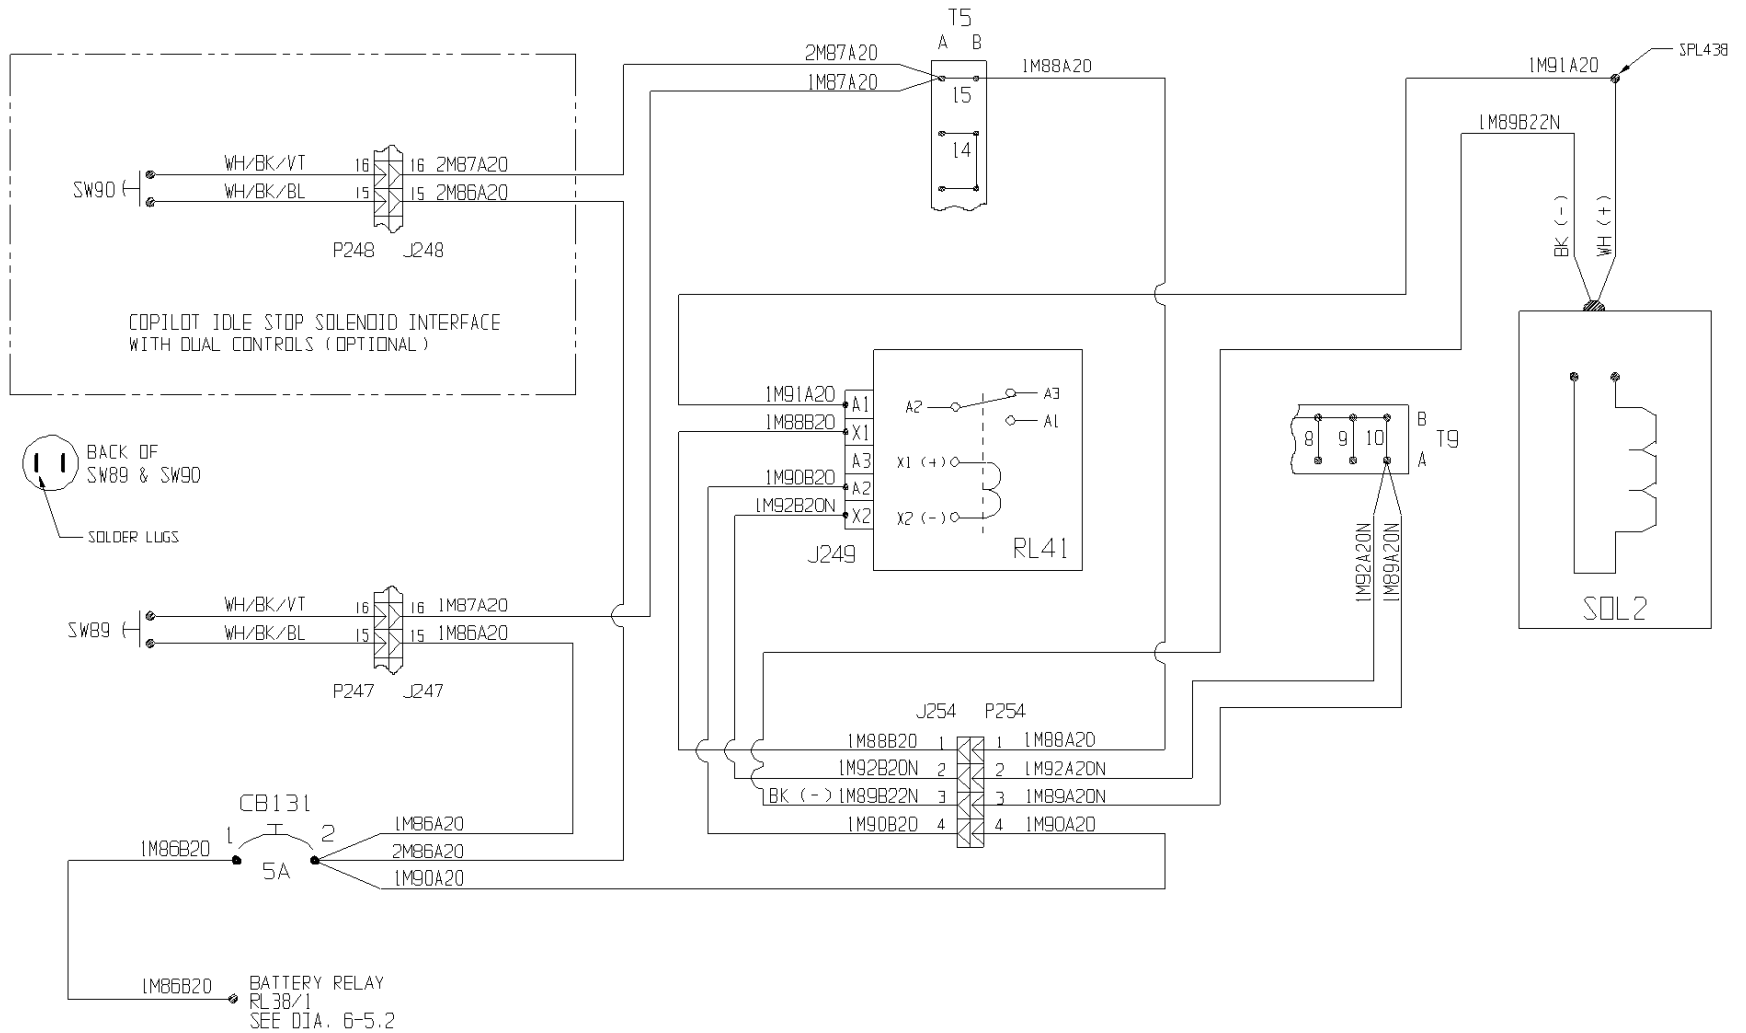 T5
A B
2M87A20
1M87A20
1M88A20
15
14
SPL438
1M91A20
1M89B22N
BK (-)
WH (+)
WH/BK/VT 16 16 2M87A20
SW90
WH/BK/BL 15 15 2M86A20
P248 J248
COPILOT IDLE STOP SOLENOID INTERFACE
WITH DUAL CONTROLS (OPTIONAL)
1M91A20 A1
1M88B20 X1
A3
1M90B20 A2
1M92B20N X2
J249
A2
A3
A1
X1 (+)
X2 (-)
RL41
8 9 10
B
A
T9
1M92A20N
1M89A20N
SOL2
BACK OF
SW89 & SW90
SOLDER LUGS
WH/BK/VT 16 16 1M87A20
SW89
WH/BK/BL 15 15 1M86A20
P247 J247
J254 P254
1M88B20 1 1 1M88A20
1M92B20N 2 2 1M92A20N
BK (-) 1M89B22N 3 3 1M89A20N
1M90B20 4 4 1M90A20
CB131
1 2
5A
1M86B20
1M86A20
2M86A20
1M90A20
1M86B20
BATTERY RELAY
RL38/1
SEE DIA. 6-5.2